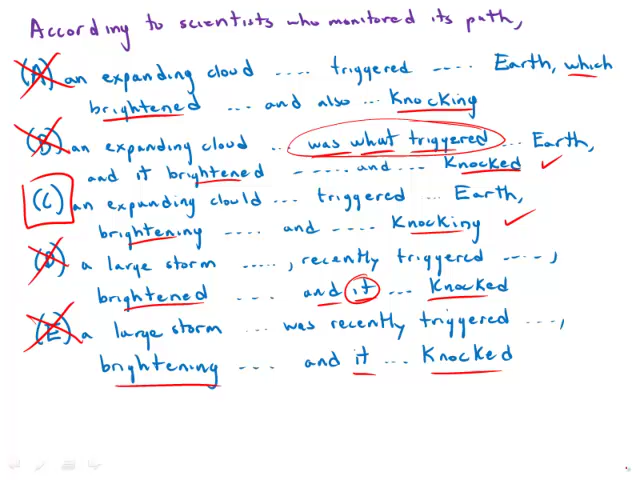 According to scientists who monitored its path,
(A) an expanding cloud .... triggered .... Earth, which
brightened ... and also ... Knocking
(B) an expanding cloud .. was what triggered ... Earth,
and it brightened ..... and ... Knocked
(C) an expanding clould ... triggered ... Earth,
brightening .... and .... Knocking
(D) a large storm ....., recently triggered .....,
brightened ... and it ... Knocked
(E) a large storm ... was recently triggered ...,
brightening .... and it ... Knocked